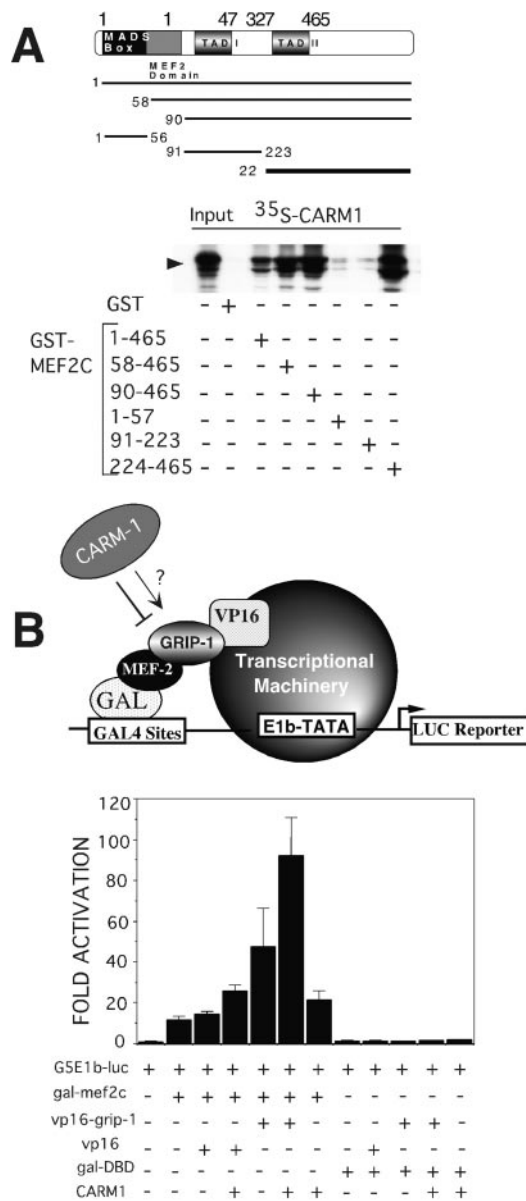 A
1 1 47 327 465
MADS Box TAD I TAD II
MEF2 Domain
1
58
90
1 56
91 223
22
Input 35S-CARM1
GST - + - - - - - -
GST-MEF2C
1-465 - - + - - - - -
58-465 - - - + - - - -
90-465 - - - - + - - -
1-57 - - - - - + - -
91-223 - - - - - - + -
224-465 - - - - - - - +
B
CARM-1
?
VP16
GRIP-1
MEF-2
GAL
Transcriptional Machinery
GAL4 Sites E1b-TATA LUC Reporter
FOLD ACTIVATION
120
100
80
60
40
20
0
G5E1b-luc + + + + + + + + + + + +
gal-mef2c - + + + + + + - - - - -
vp16-grip-1 - - - - + + - - - + + -
vp16 - - + + - - - - + - - -
gal-DBD - - - - - - - + + + + +
CARM1 - - - + - + + - - - + +